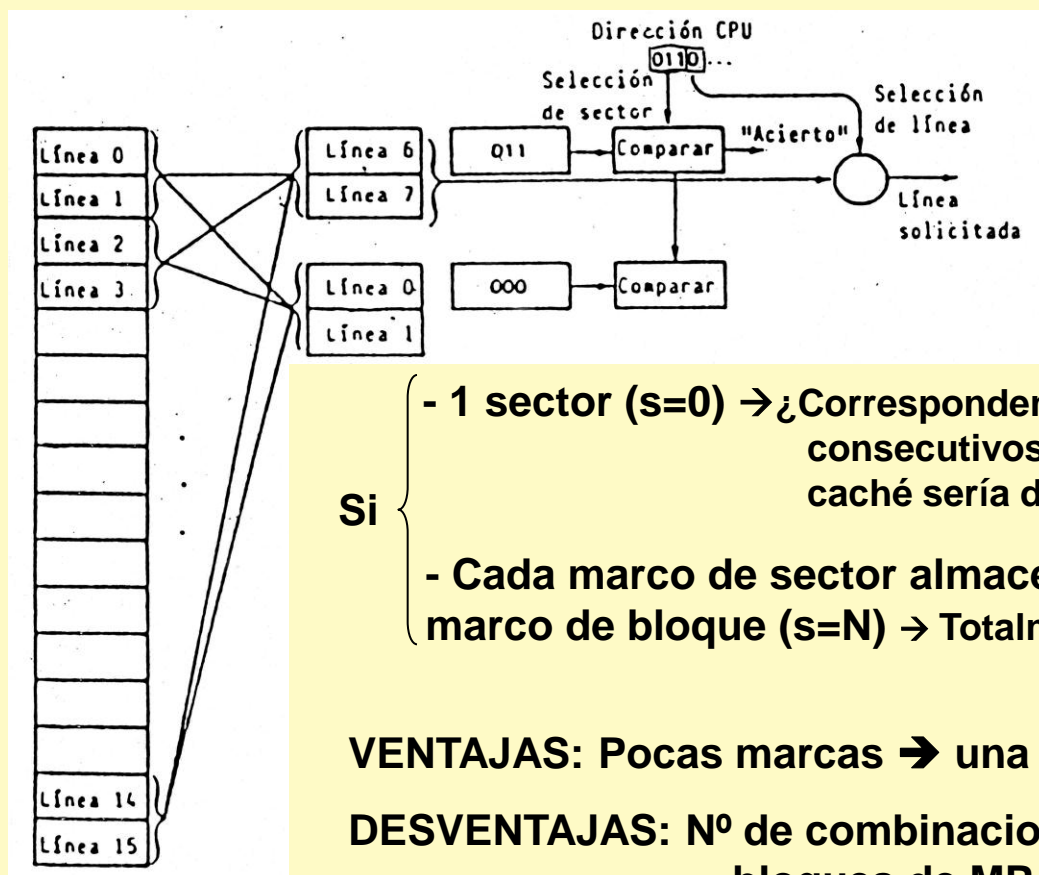 Dirección CPU
0110...
Selección
de sector
Selección
de línea
Línea 0
Línea 1
Línea 2
Línea 3
Línea 14
Línea 15
Línea 6
Línea 7
011
Comparar
"Acierto"
Línea
solicitada
Línea 0
Línea 1
000
Comparar
Si
- 1 sector (s=0) →¿Corresponden
consecutivos
caché sería d
- Cada marco de sector almace
marco de bloque (s=N) → Totaln
VENTAJAS: Pocas marcas → una
DESVENTAJAS: Nº de combinacio
bloques de MB